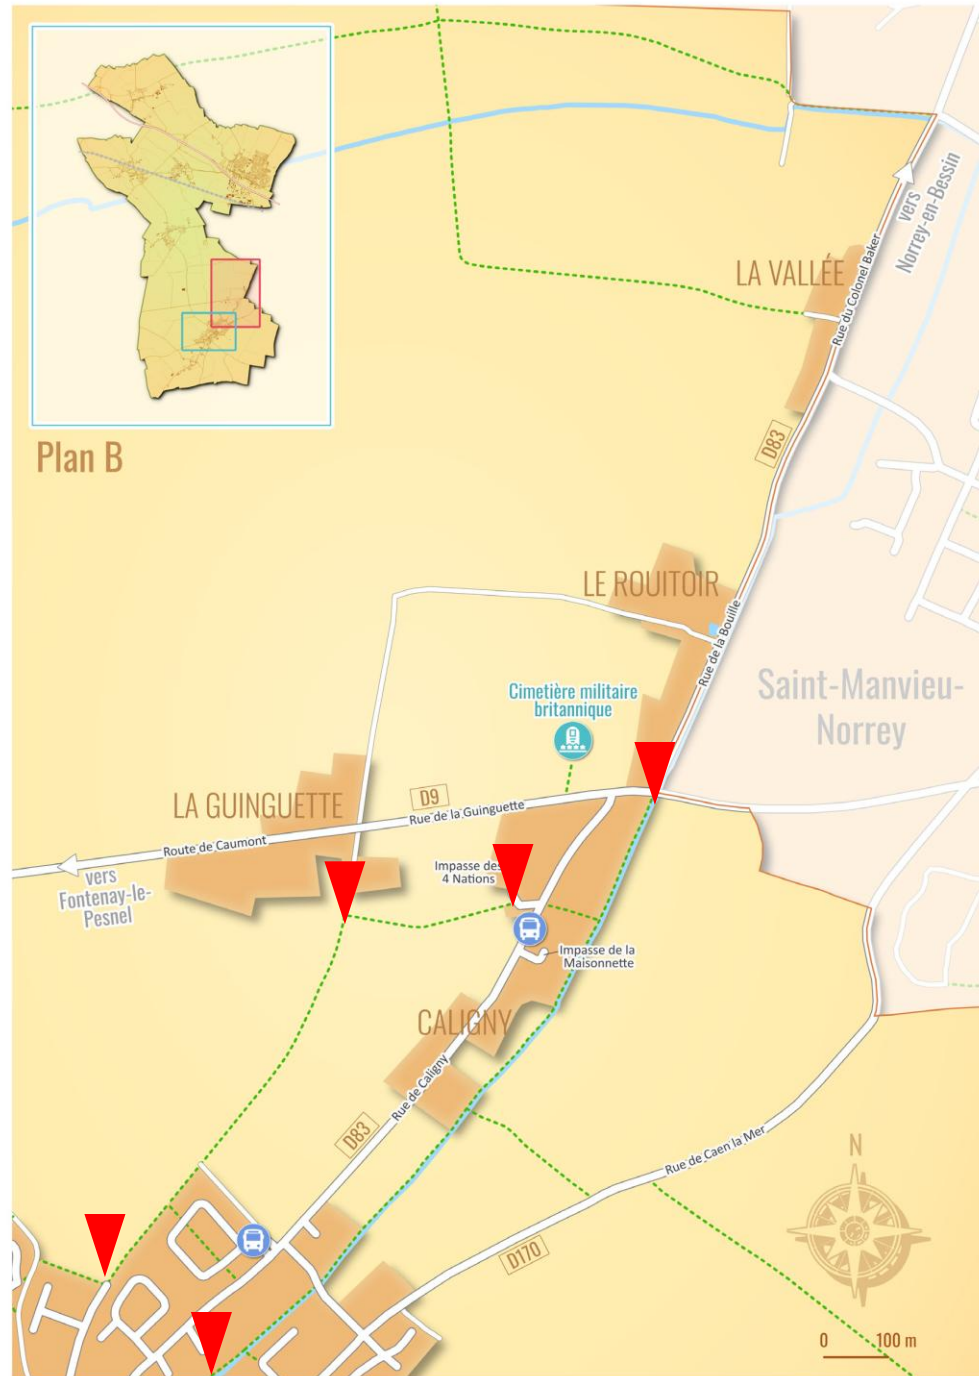 Plan B
vers
Norrey-en-Bessin
LA VALLÉE
Rue du Colonel Baker
D83
LE ROUITOIR
Rue de la Bouille
Saint-Manvieu-
Norrey
Cimetière militaire
britannique
LA GUINGUETTE
D9
Rue de la Guinguette
Route de Caumont
vers
Fontenay-le-
Pesnel
Impasse des
4 Nations
Impasse de la
Maisonnette
CALIGNY
Rue de Caligny
D83
Rue de Caen la Mer
D170
N
0 100 m